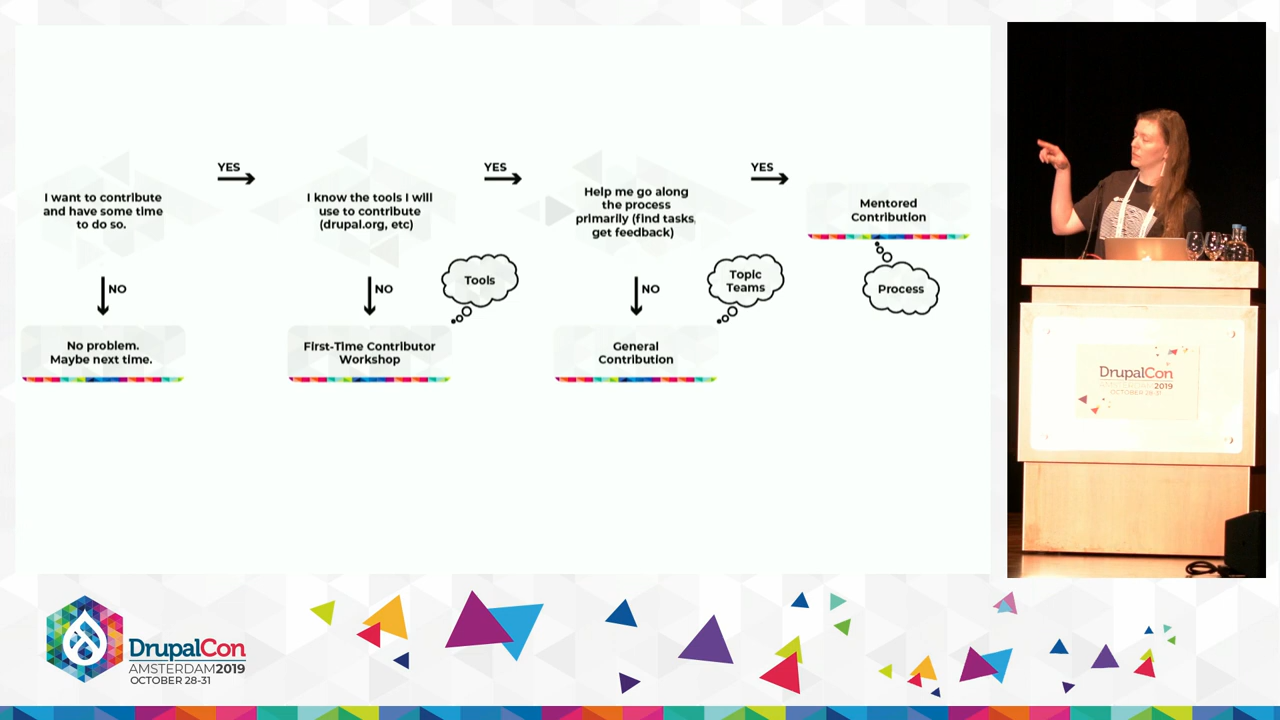 YES
YES
YES
I want to contribute
and have some time
to do so.
I know the tools I will
use to contribute
(drupal.org, etc)
Help me go along
the process
primarily (find tasks,
get feedback)
Mentored
Contribution
NO
NO
Tools
NO
Topic
Teams
Process
No problem.
Maybe next time.
First-Time Contributor
Workshop
General
Contribution
DrupalCon
AMSTERDAM 2019
OCTOBER 28-31
DrupalCon
AMSTERDAM2019
OCTOBER 28-31